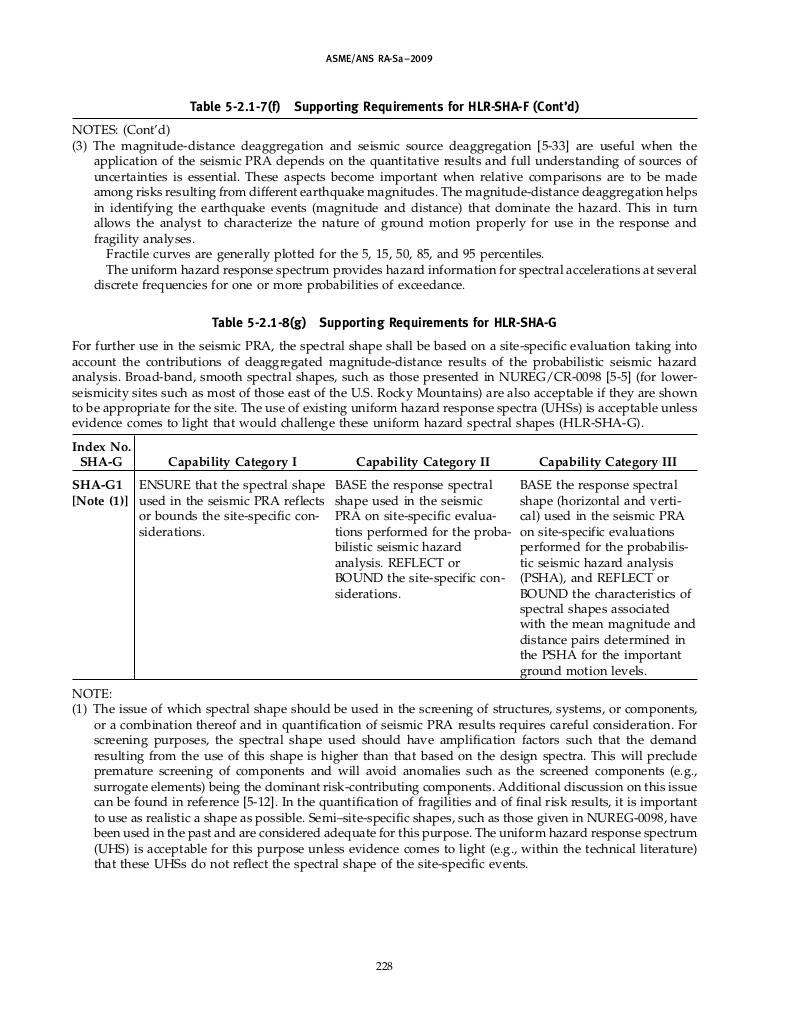 ASME/ANS RA-Sa–2009
Table 5-2.1-7(f) Supporting Requirements for HLR-SHA-F (Cont’d)
NOTES: (Cont’d)
(3) The magnitude-distance deaggregation and seismic source deaggregation [5-33] are useful when the
application of the seismic PRA depends on the quantitative results and full understanding of sources of
uncertainties is essential. These aspects become important when relative comparisons are to be made
among risks resulting from different earthquake magnitudes. The magnitude-distance deaggregation helps
in identifying the earthquake events (magnitude and distance) that dominate the hazard. This in turn
allows the analyst to characterize the nature of ground motion properly for use in the response and
fragility analyses.
Fractile curves are generally plotted for the 5, 15, 50, 85, and 95 percentiles.
The uniform hazard response spectrum provides hazard information for spectral accelerations at several
discrete frequencies for one or more probabilities of exceedance.
Table 5-2.1-8(g) Supporting Requirements for HLR-SHA-G
For further use in the seismic PRA, the spectral shape shall be based on a site-specific evaluation taking into
account the contributions of deaggregated magnitude-distance results of the probabilistic seismic hazard
analysis. Broad-band, smooth spectral shapes, such as those presented in NUREG/CR-0098 [5-5] (for lower-
seismicity sites such as most of those east of the U.S. Rocky Mountains) are also acceptable if they are shown
to be appropriate for the site. The use of existing uniform hazard response spectra (UHSs) is acceptable unless
evidence comes to light that would challenge these uniform hazard spectral shapes (HLR-SHA-G).
Index No.
SHA-G Capability Category I Capability Category II Capability Category III
SHA-G1
[Note (1)]
ENSURE that the spectral shape
used in the seismic PRA reflects
or bounds the site-specific con-
siderations.
BASE the response spectral
shape used in the seismic
PRA on site-specific evalua-
tions performed for the proba-
bilistic seismic hazard
analysis. REFLECT or
BOUND the site-specific con-
siderations.
BASE the response spectral
shape (horizontal and verti-
cal) used in the seismic PRA
on site-specific evaluations
performed for the probabilis-
tic seismic hazard analysis
(PSHA), and REFLECT or
BOUND the characteristics of
spectral shapes associated
with the mean magnitude and
distance pairs determined in
the PSHA for the important
ground motion levels.
NOTE:
(1) The issue of which spectral shape should be used in the screening of structures, systems, or components,
or a combination thereof and in quantification of seismic PRA results requires careful consideration. For
screening purposes, the spectral shape used should have amplification factors such that the demand
resulting from the use of this shape is higher than that based on the design spectra. This will preclude
premature screening of components and will avoid anomalies such as the screened components (e.g.,
surrogate elements) being the dominant risk-contributing components. Additional discussion on this issue
can be found in reference [5-12]. In the quantification of fragilities and of final risk results, it is important
to use as realistic a shape as possible. Semi–site-specific shapes, such as those given in NUREG-0098, have
been used in the past and are considered adequate for this purpose. The uniform hazard response spectrum
(UHS) is acceptable for this purpose unless evidence comes to light (e.g., within the technical literature)
that these UHSs do not reflect the spectral shape of the site-specific events.
228